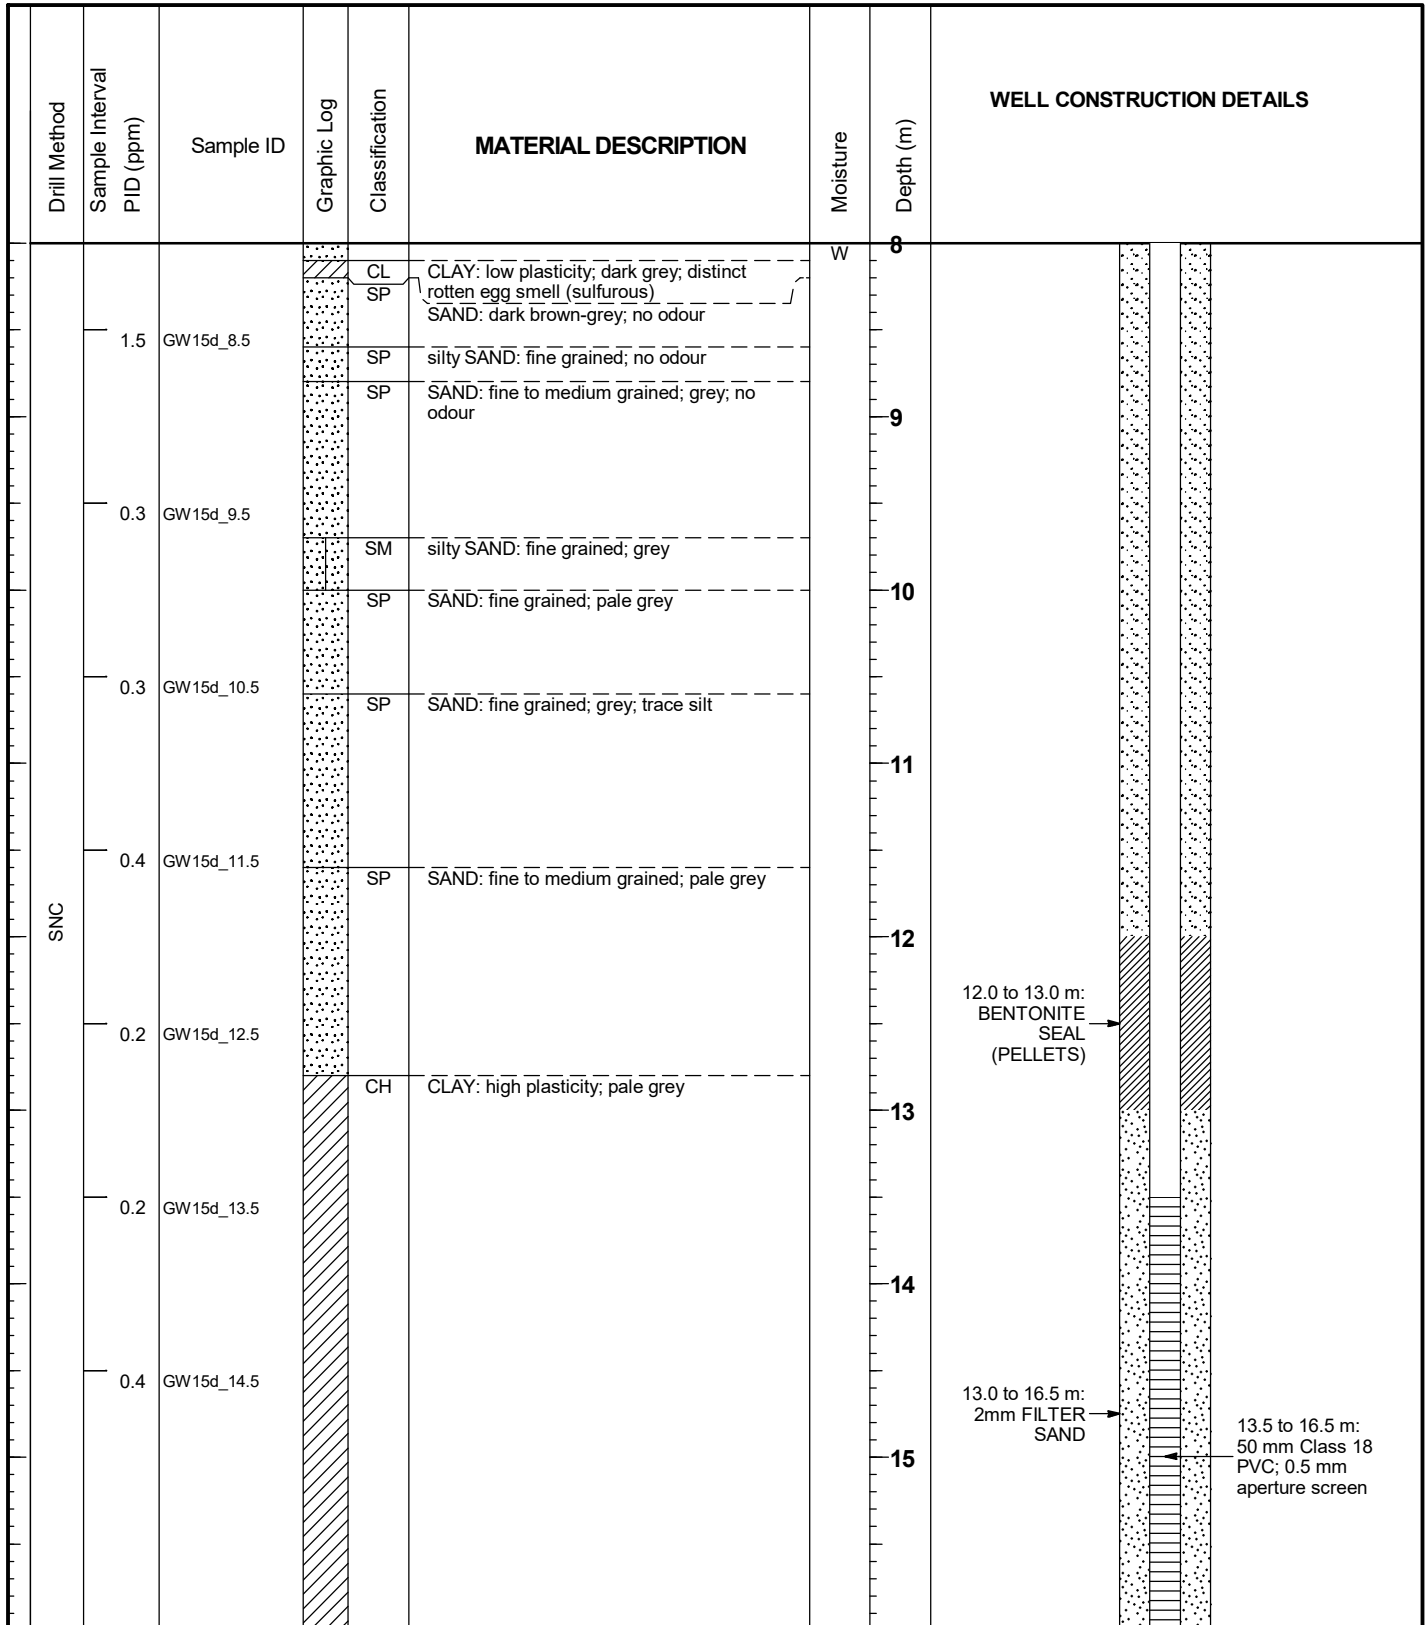 Drill Method
Sample Interval
PID (ppm)
Sample ID
Graphic Log
Classification
MATERIAL DESCRIPTION
Moisture
Depth (m)
WELL CONSTRUCTION DETAILS
W
8
CL
CLAY: low plasticity; dark grey; distinct
rotten egg smell (sulfurous)
SP
SAND: dark brown-grey; no odour
1.5
GW15d_8.5
SP
silty SAND: fine grained; no odour
SP
SAND: fine to medium grained; grey; no
odour
9
0.3
GW15d_9.5
SM
silty SAND: fine grained; grey
10
SP
SAND: fine grained; pale grey
0.3
GW15d_10.5
SP
SAND: fine grained; grey; trace silt
11
0.4
GW15d_11.5
SP
SAND: fine to medium grained; pale grey
SNC
12
12.0 to 13.0 m:
BENTONITE
SEAL
(PELLETS)
0.2
GW15d_12.5
CH
CLAY: high plasticity; pale grey
13
0.2
GW15d_13.5
14
0.4
GW15d_14.5
13.0 to 16.5 m:
2mm FILTER
SAND
15
13.5 to 16.5 m:
50 mm Class 18
PVC; 0.5 mm
aperture screen